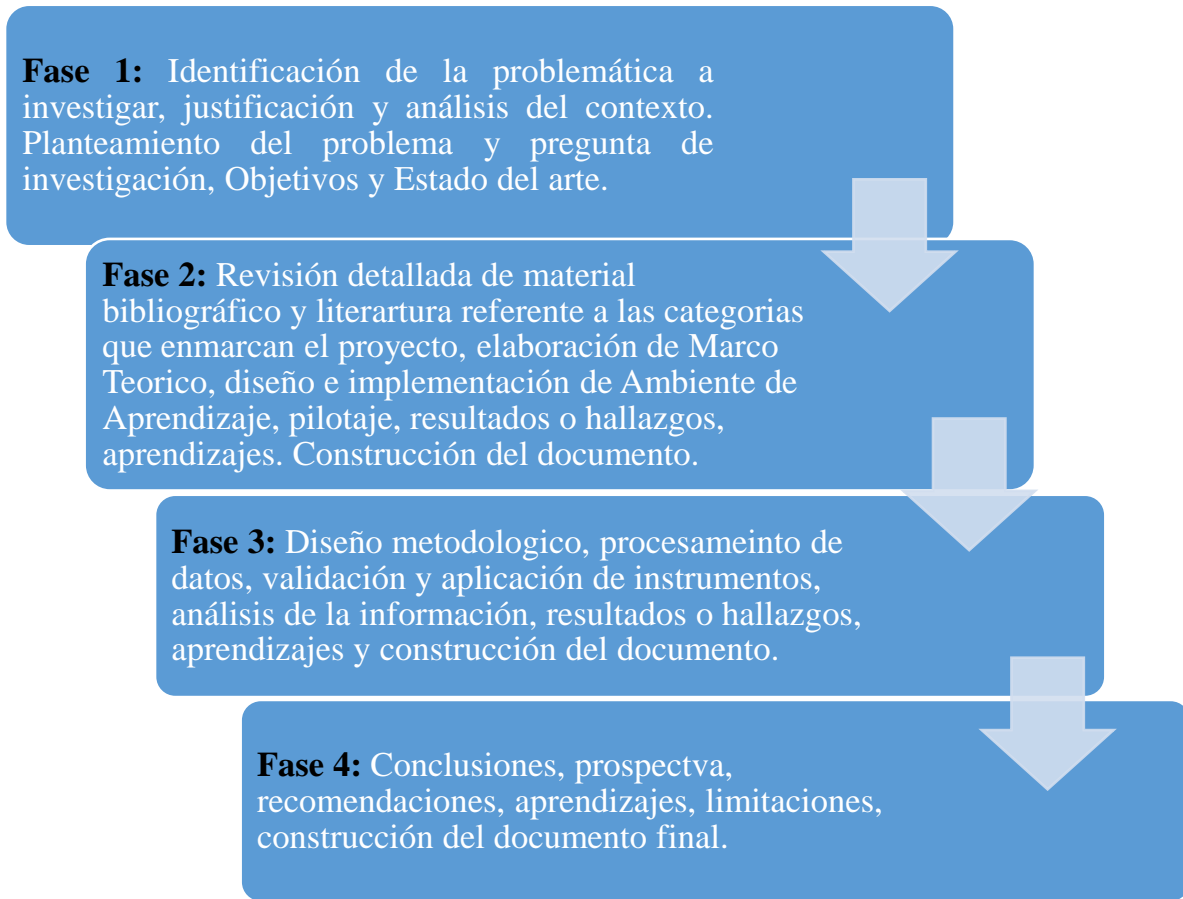 Fase 1: Identificación de la problemática a
investigar, justificación y análisis del contexto.
Planteamiento del problema y pregunta de
investigación, Objetivos y Estado del arte.
Fase 2: Revisión detallada de material
bibliográfico y literartura referente a las categorias
que enmarcan el proyecto, elaboración de Marco
Teorico, diseño e implementación de Ambiente de
Aprendizaje, pilotaje, resultados o hallazgos,
aprendizajes. Construcción del documento.
Fase 3: Diseño metodologico, procesameinto de
datos, validación y aplicación de instrumentos,
análisis de la información, resultados o hallazgos,
aprendizajes y construcción del documento.
Fase 4: Conclusiones, prospectva,
recomendaciones, aprendizajes, limitaciones,
construcción del documento final.